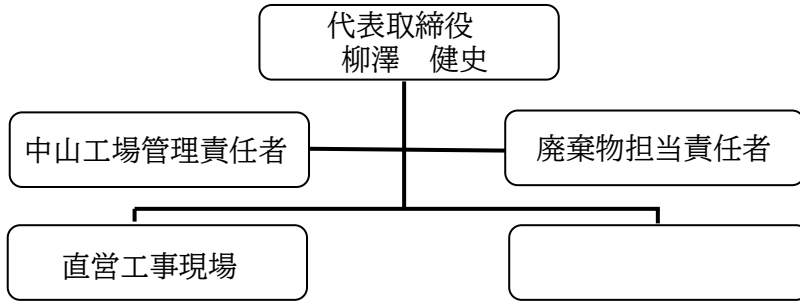 代表取締役
柳澤　健史
中山工場管理責任者
廃棄物担当責任者
直営工事現場